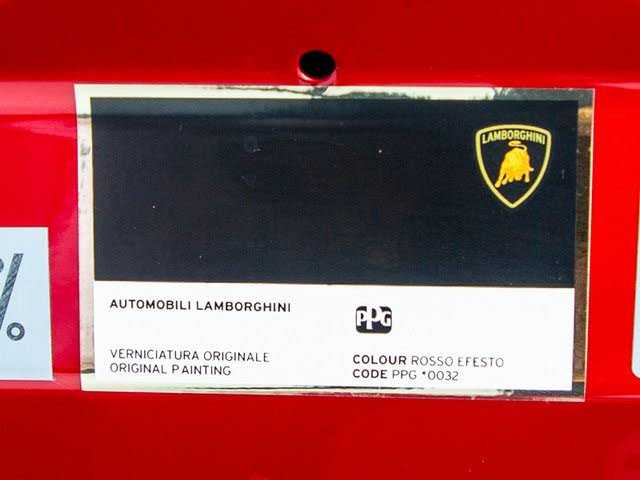 LAMBORGHINI
AUTOMOBILI LAMBORGHINI
PPG
VERNICIATURA ORIGINALE
ORIGINAL PAINTING
COLOUR ROSSO EFESTO
CODE PPG *0032
%